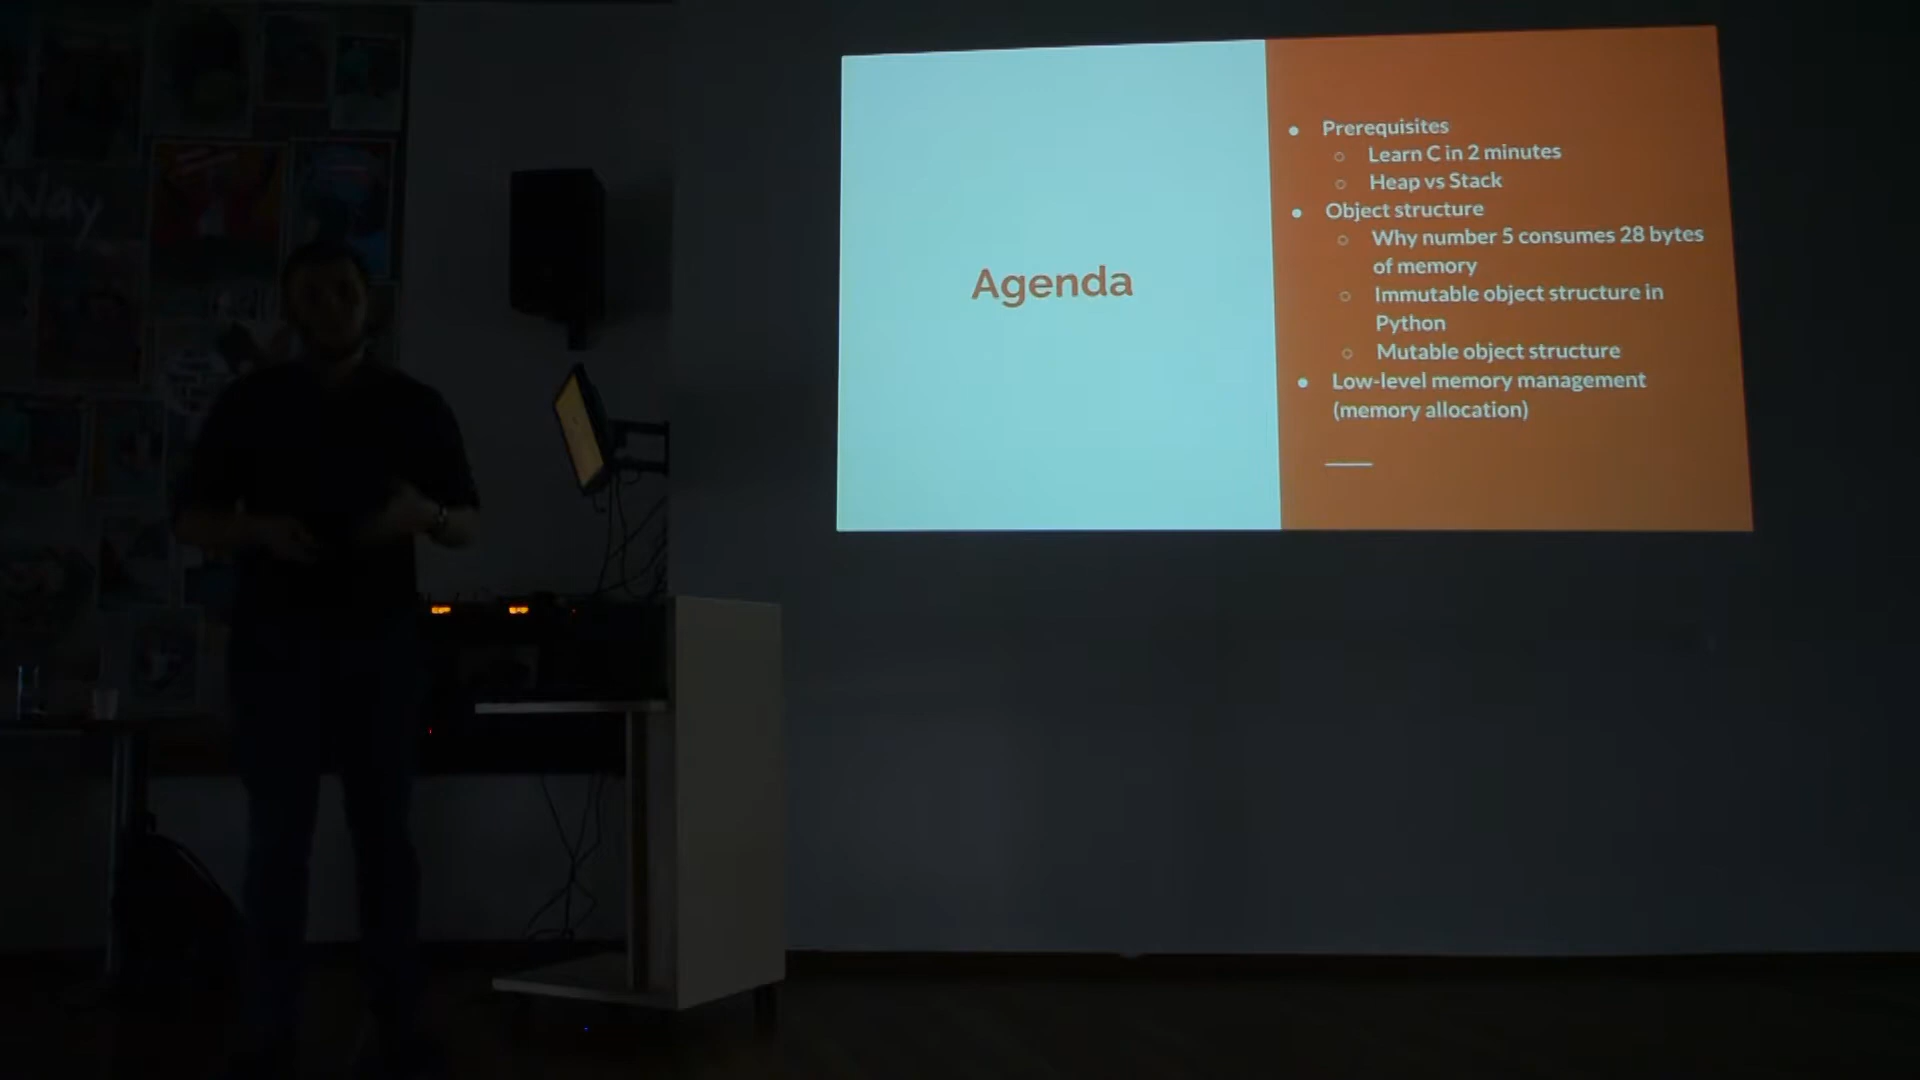 Way
Agenda
● Prerequisites
○ Learn C in 2 minutes
○ Heap vs Stack
● Object structure
○ Why number 5 consumes 28 bytes
of memory
○ Immutable object structure in
Python
○ Mutable object structure
● Low-level memory management
(memory allocation)